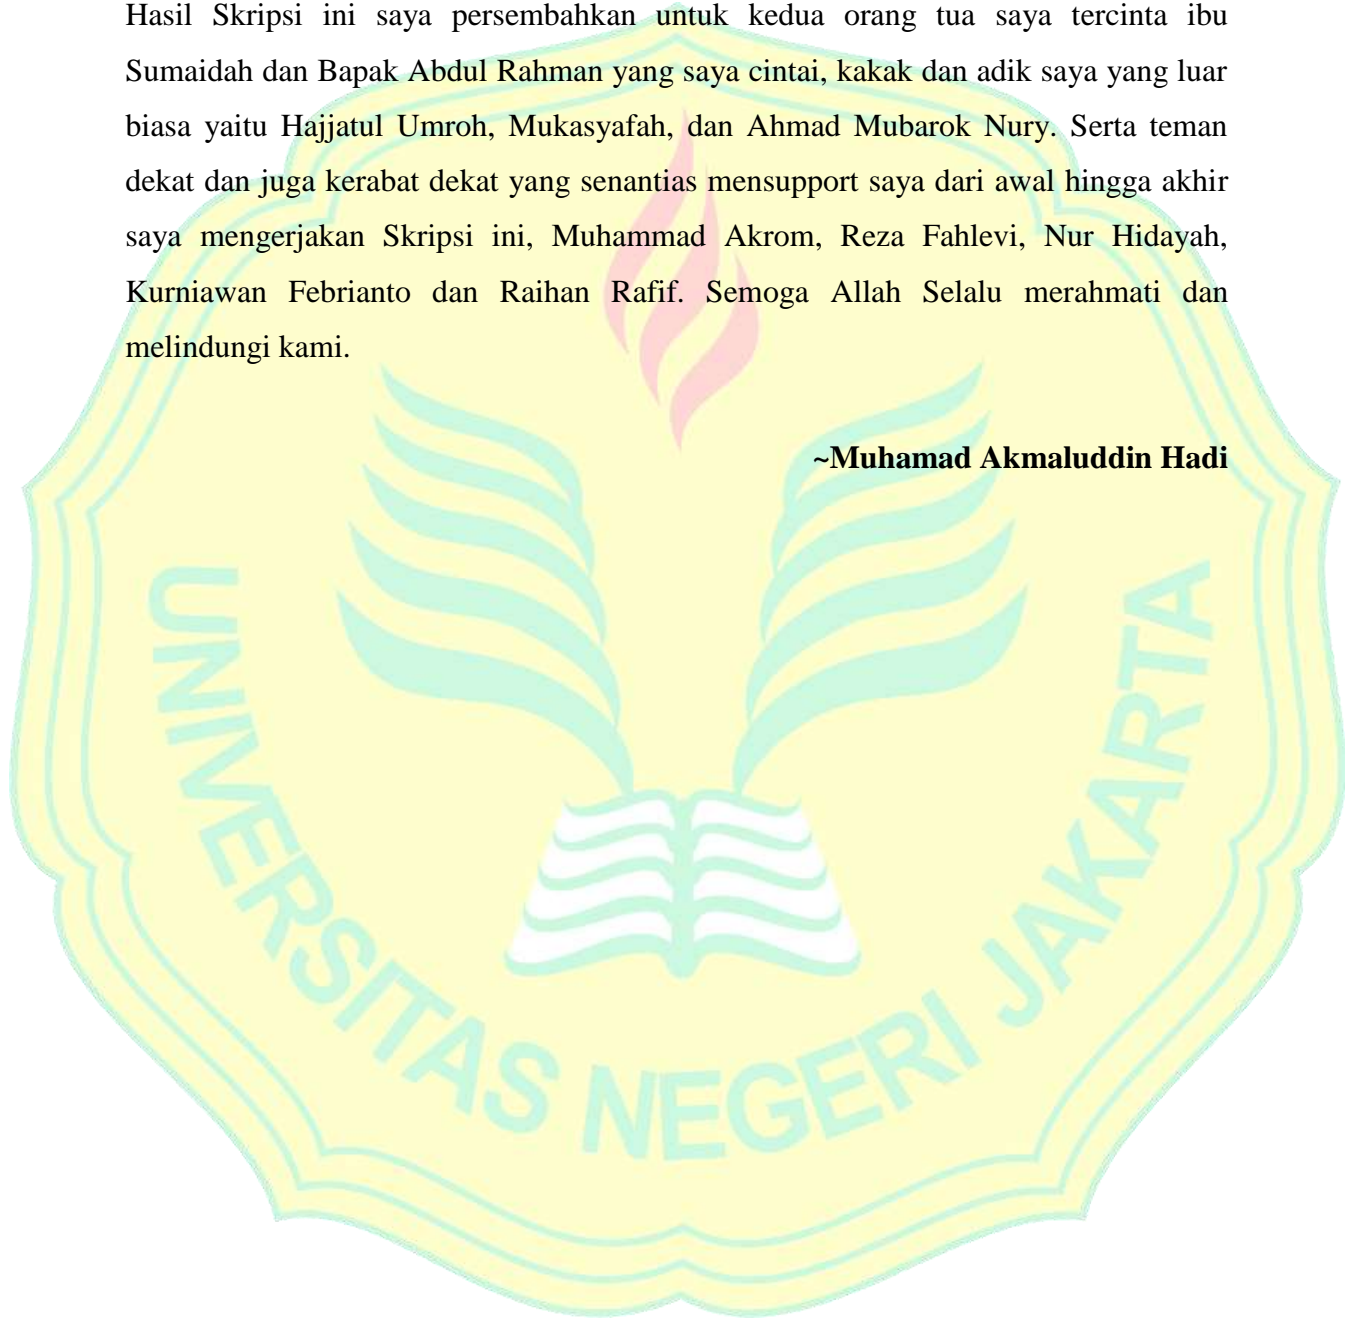 Hasil Skripsi ini saya persembahkan untuk kedua orang tua saya tercinta ibu
Sumaidah dan Bapak Abdul Rahman yang saya cintai, kakak dan adik saya yang luar
biasa yaitu Hajjatul Umroh, Mukasyafah, dan Ahmad Mubarok Nury. Serta teman
dekat dan juga kerabat dekat yang senantias mensupport saya dari awal hingga akhir
saya mengerjakan Skripsi ini, Muhammad Akrom, Reza Fahlevi, Nur Hidayah,
Kurniawan Febrianto dan Raihan Rafif. Semoga Allah Selalu merahmati dan
melindungi kami.
~Muhamad Akmaluddin Hadi
UNIVERSITAS NEGERI JAKARTA